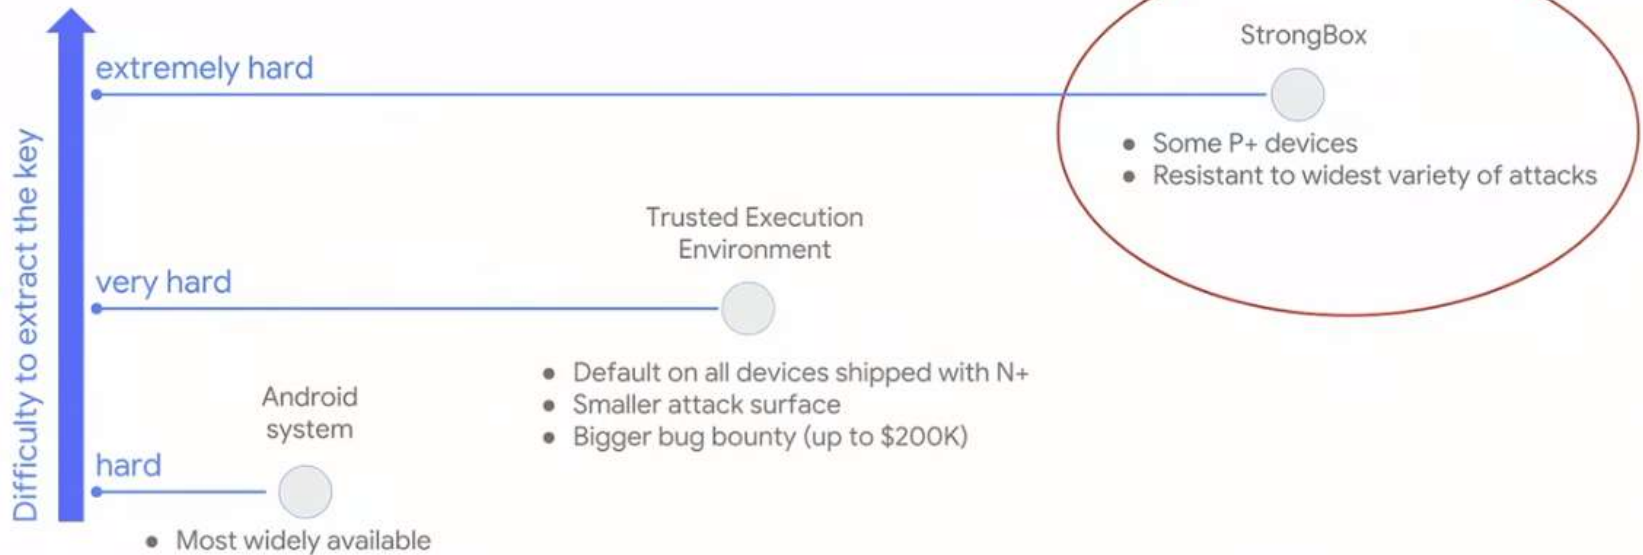 Difficulty to extract the key
extremely hard
StrongBox
● Some P+ devices
● Resistant to widest variety of attacks
very hard
Trusted Execution
Environment
● Default on all devices shipped with N+
● Smaller attack surface
● Bigger bug bounty (up to $200K)
hard
Android
system
● Most widely available